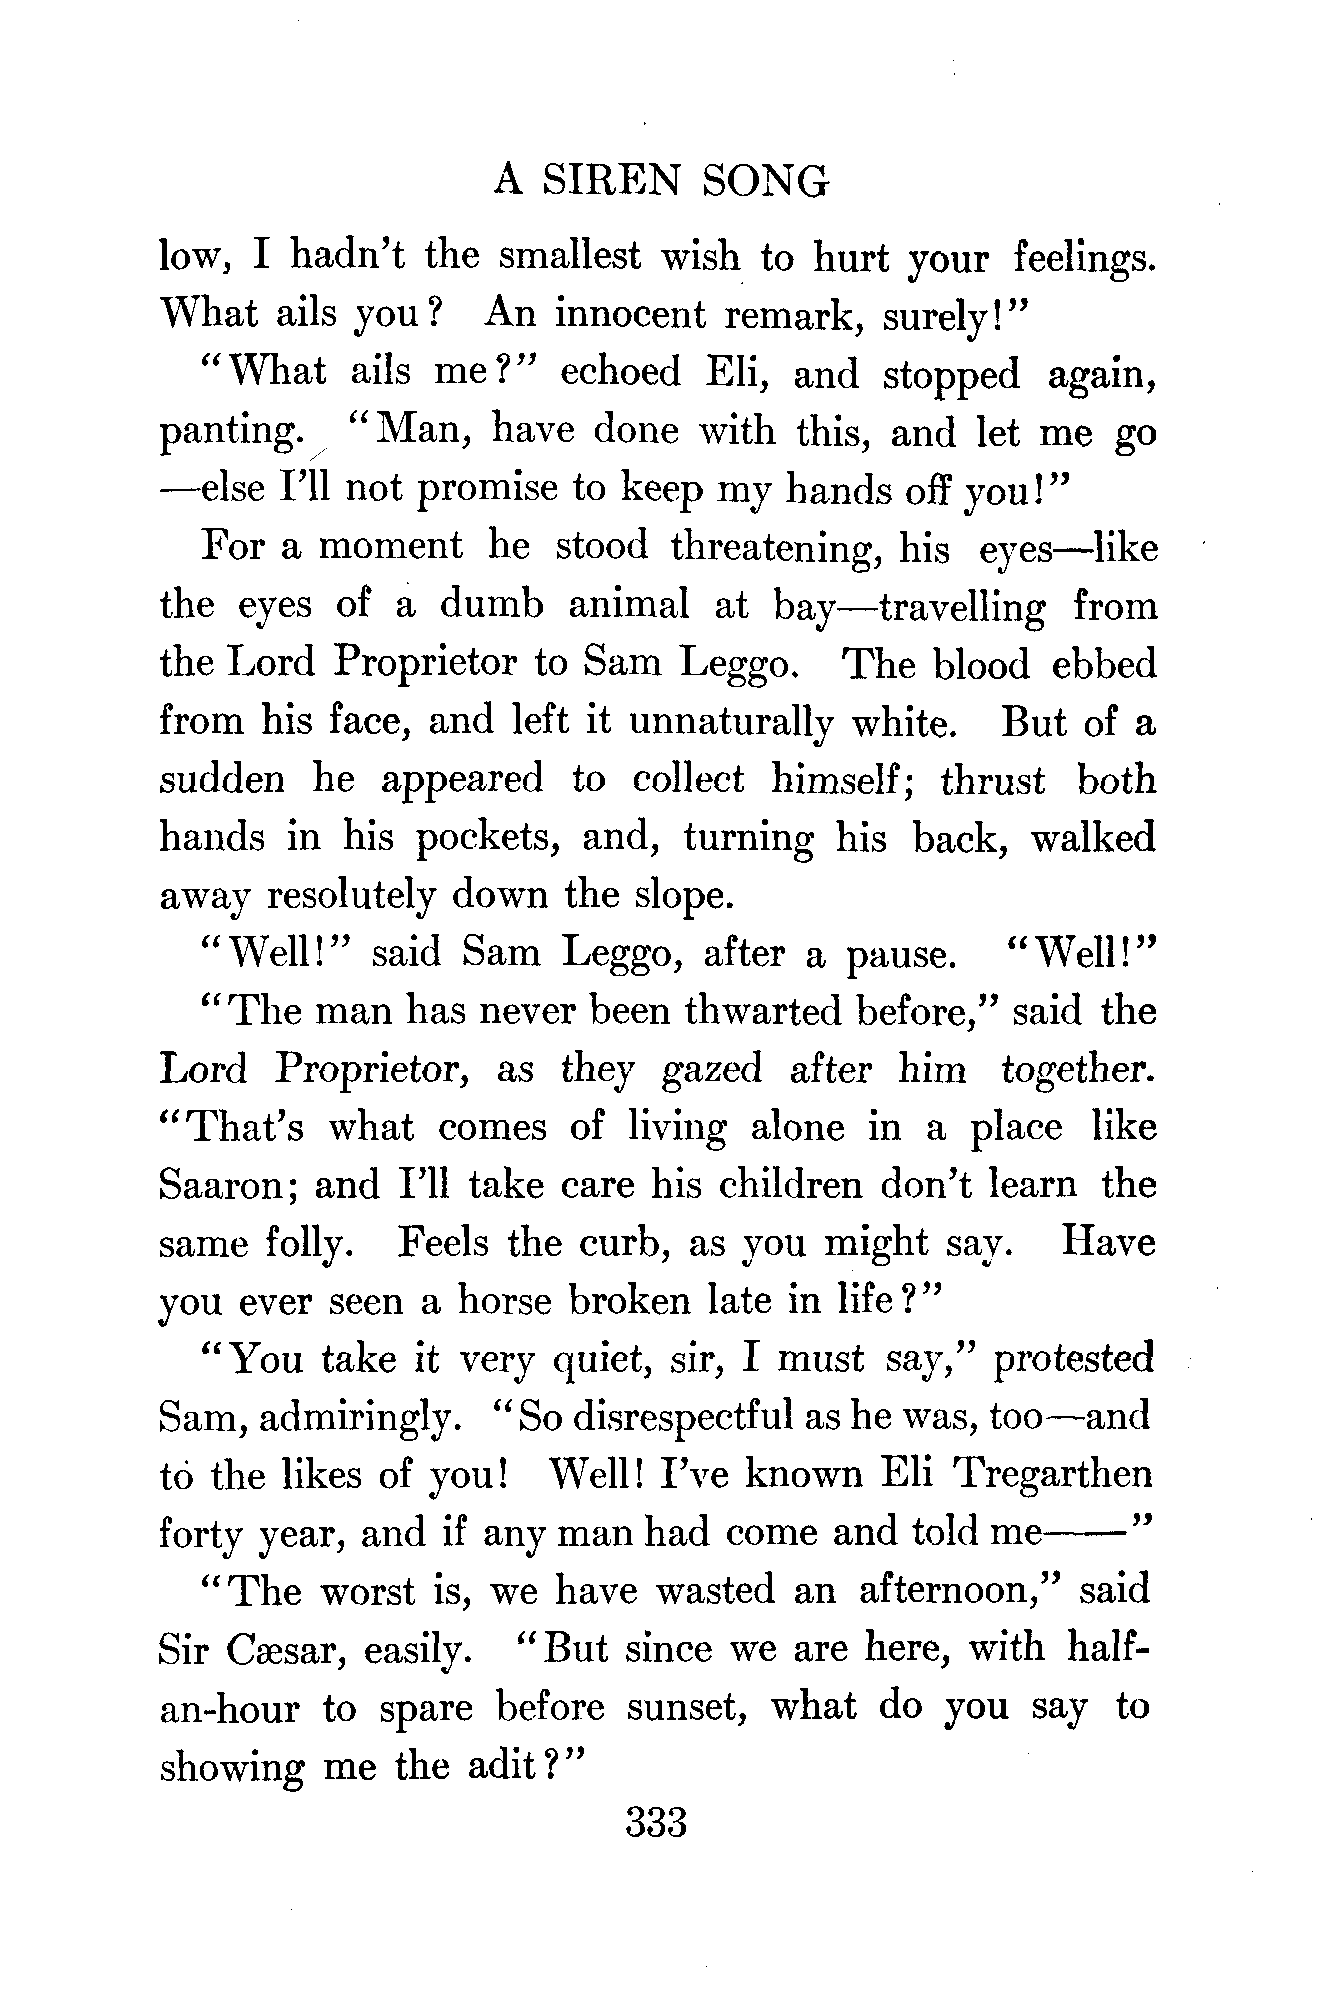 A SIREN SONG
low, I hadn't the smallest wish to hurt your feelings.
What ails you? An innocent remark, surely!"
"What ails me?" echoed Eli, and stopped again,
panting. "Man, have done with this, and let me go
—else I'll not promise to keep my hands off you!"
For a moment he stood threatening, his eyes—like
the eyes of a dumb animal at bay—travelling from
the Lord Proprietor to Sam Leggo. The blood ebbed
from his face, and left it unnaturally white. But of a
sudden he appeared to collect himself; thrust both
hands in his pockets, and, turning his back, walked
away resolutely down the slope.
"Well!" said Sam Leggo, after a pause. "Well!"
"The man has never been thwarted before," said the
Lord Proprietor, as they gazed after him together.
"That's what comes of living alone in a place like
Saaron; and I'll take care his children don't learn the
same folly. Feels the curb, as you might say. Have
you ever seen a horse broken late in life?"
"You take it very quiet, sir, I must say," protested
Sam, admiringly. "So disrespectful as he was, too—and
to the likes of you! Well! I've known Eli Tregarthen
forty year, and if any man had come and told me——"
"The worst is, we have wasted an afternoon," said
Sir Cæsar, easily. "But since we are here, with half-
an-hour to spare before sunset, what do you say to
showing me the adit?"
333